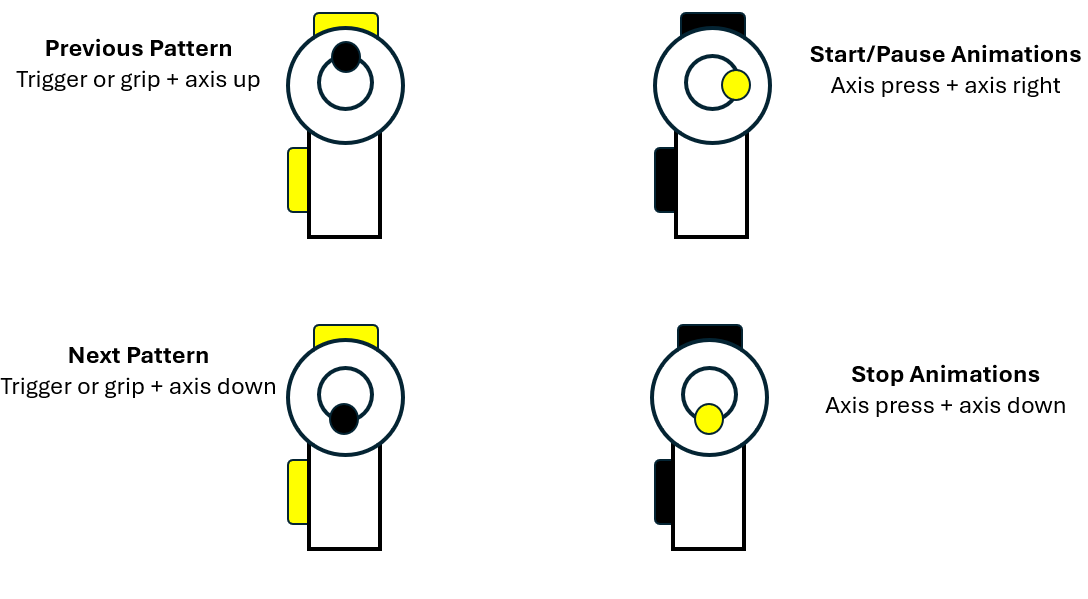 Previous Pattern
Trigger or grip + axis up
Start/Pause Animations
Axis press + axis right
Next Pattern
Trigger or grip + axis down
Stop Animations
Axis press + axis down